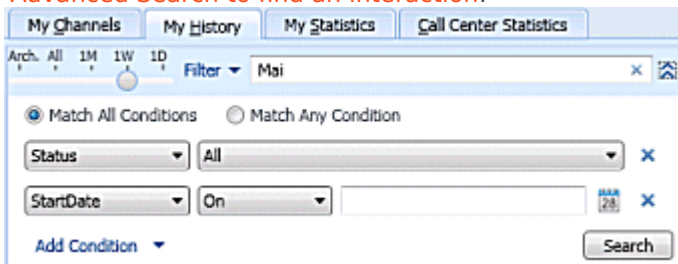 Advanced Search to find an interaction.
My Channels My History My Statistics Call Center Statistics
Arch. All 1M 1W 1D Filter Mai
Match All Conditions Match Any Condition
Status All
StartDate On 28
Add Condition Search